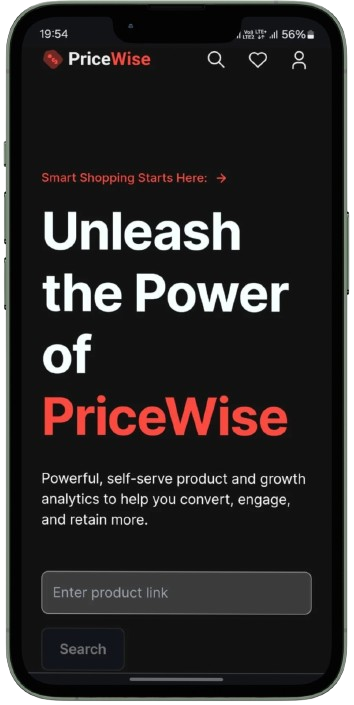 19:54
56%
PriceWise
Smart Shopping Starts Here: →
Unleash
the Power
of
PriceWise
Powerful, self-serve product and growth
analytics to help you convert, engage,
and retain more.
Enter product link
Search